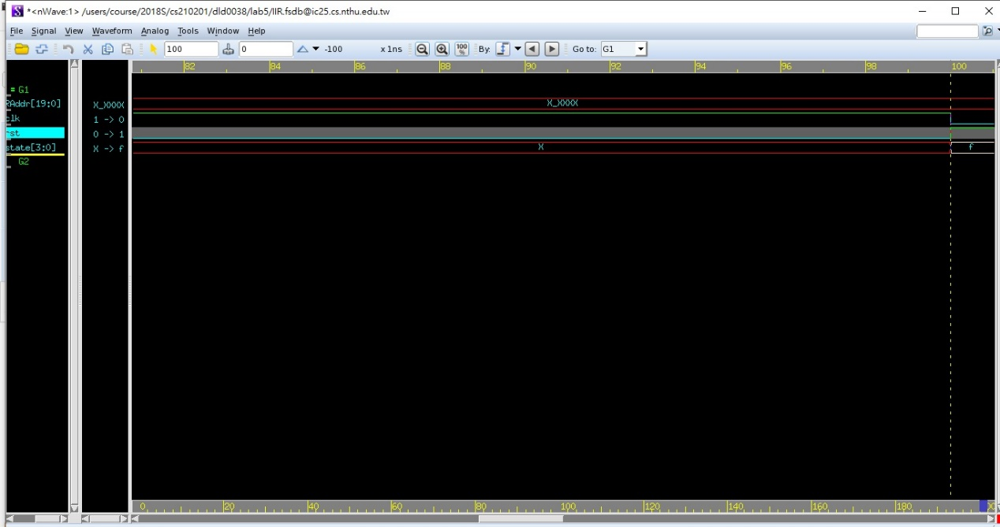 *<nWave:1> /users/course/2018S/cs210201/dld0038/lab5/IIR.fsdb@ic25.cs.nthu.edu.tw
File Signal View Waveform Analog Tools Window Help
100 0 -100 x 1ns 100% By: Go to: G1
82 84 86 88 90 92 94 96 98 100
= G1
RAddr[19:0] X_XXXX X_XXXX
clk 1 -> 0
rst 0 -> 1
state[3:0] X -> f X f
G2
0 20 40 60 80 100 120 140 160 180